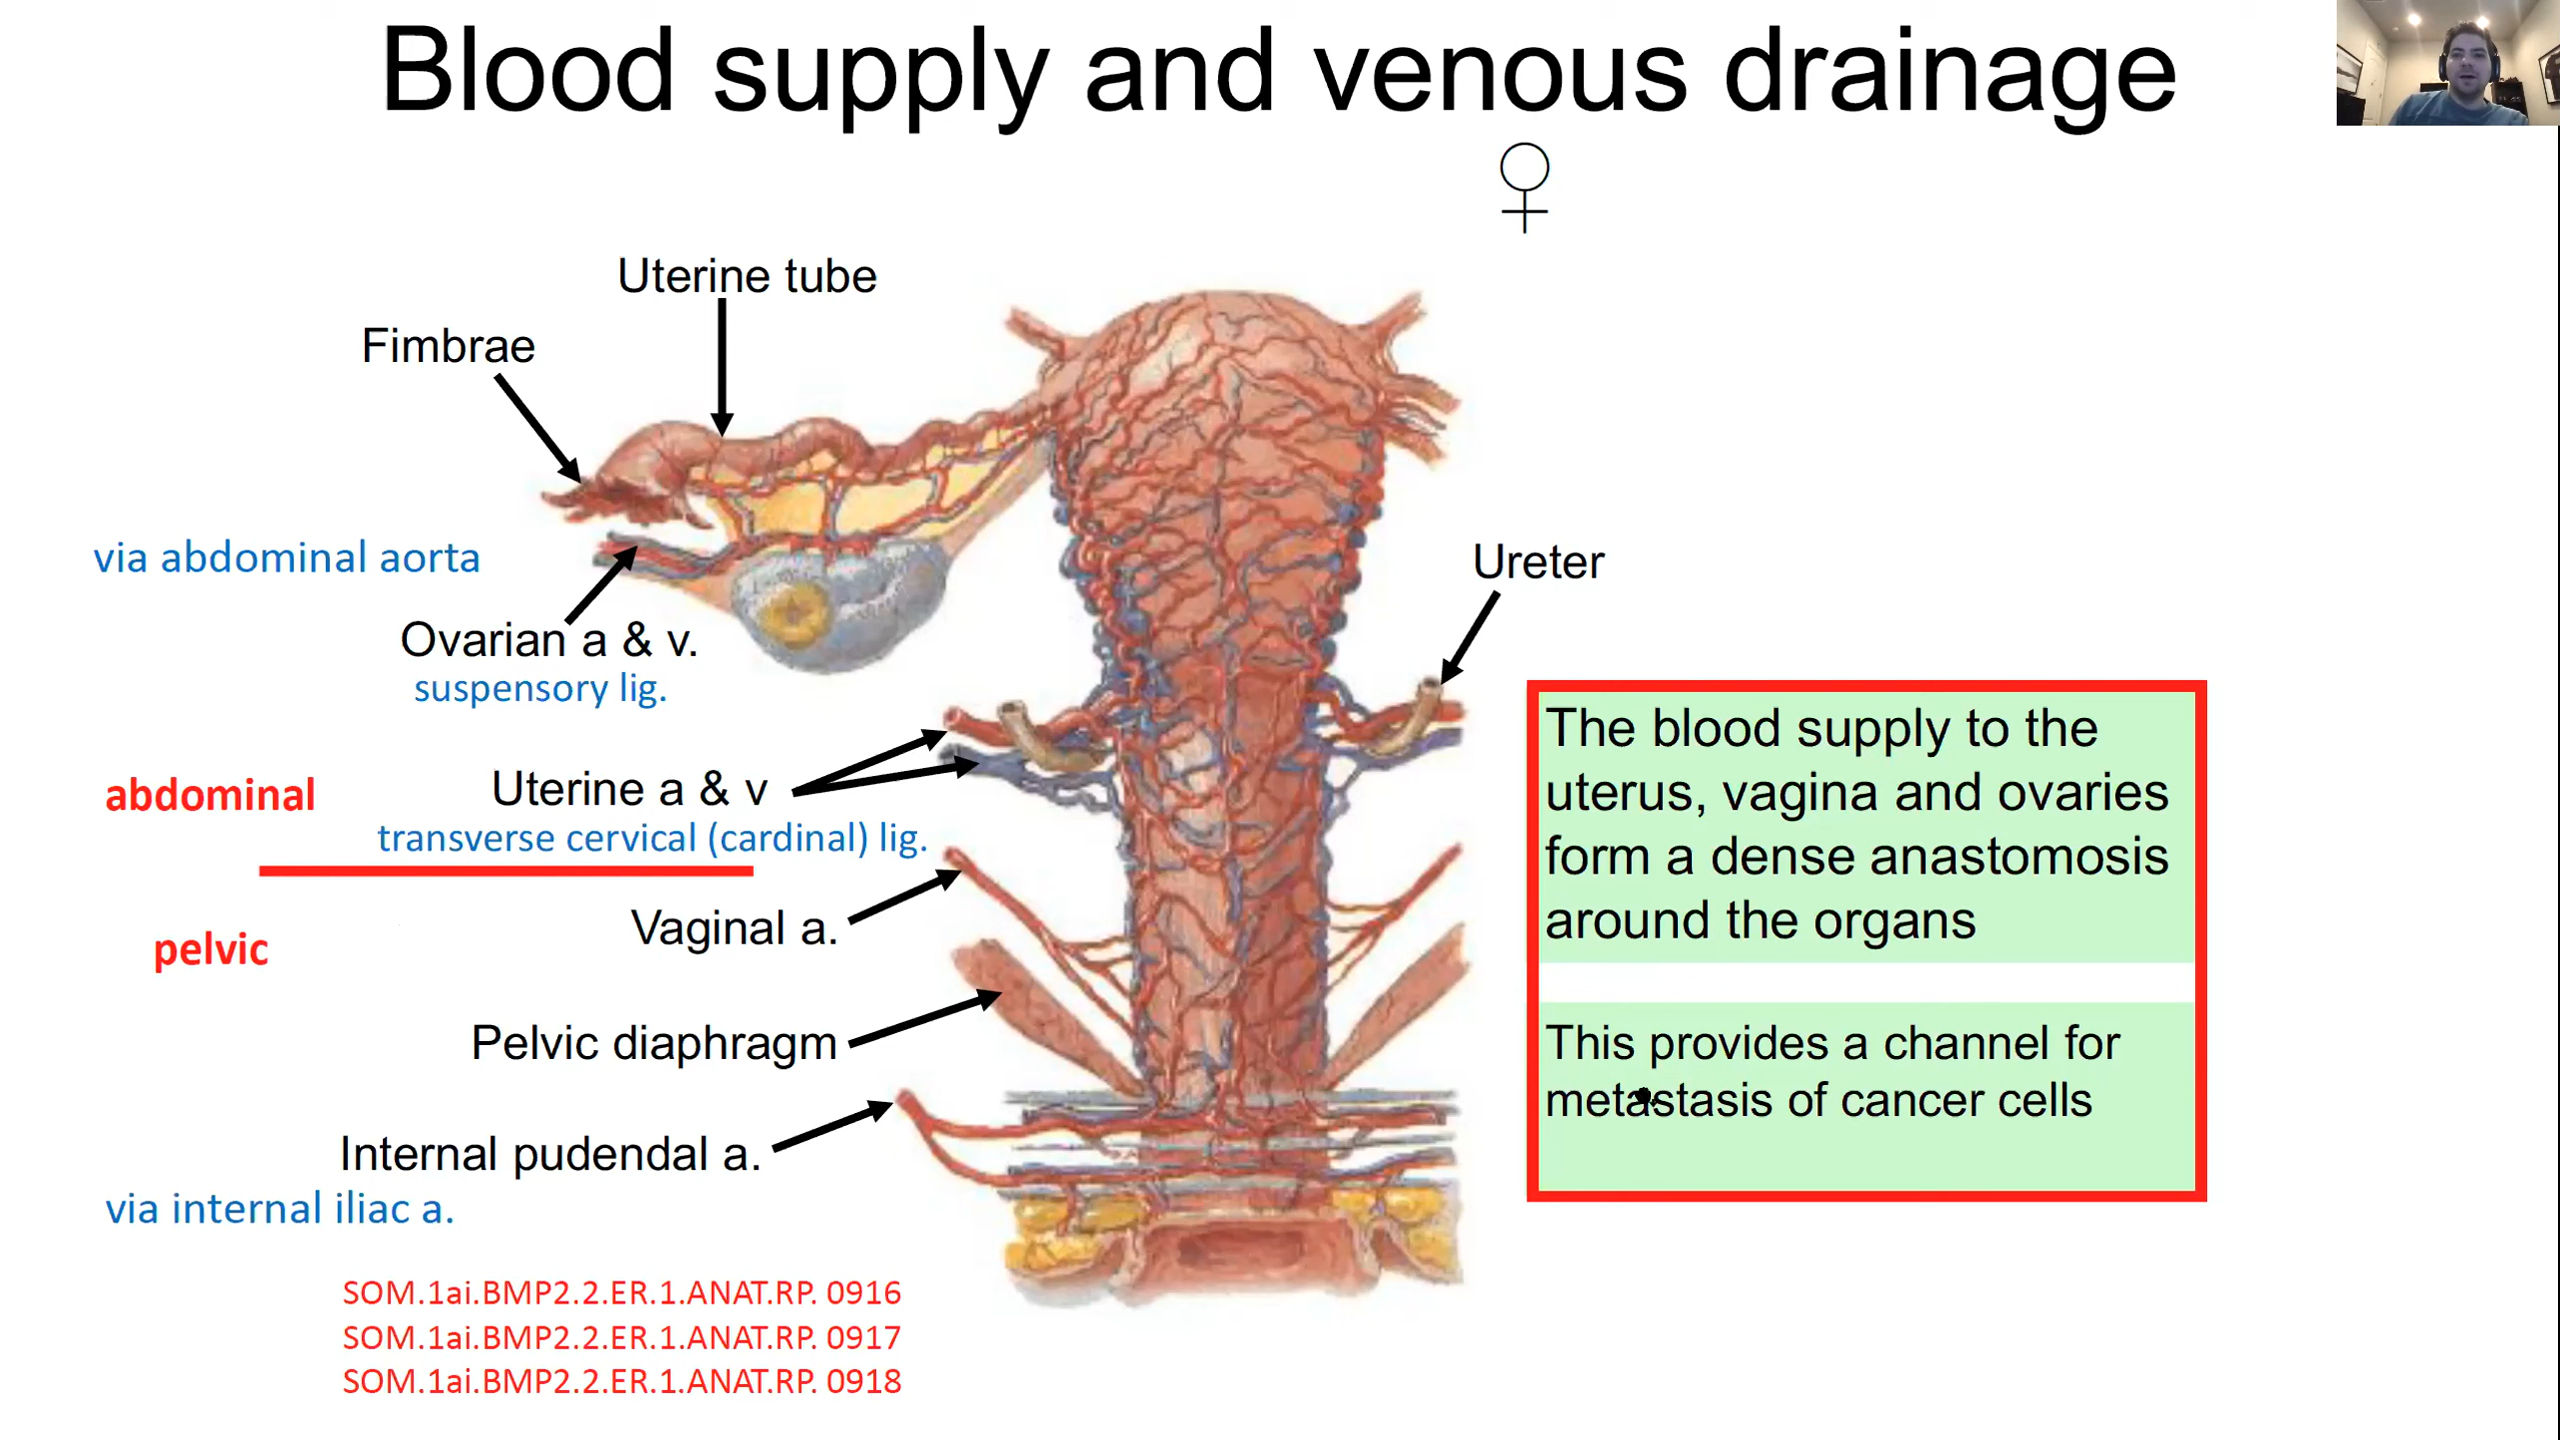 Blood supply and venous drainage
♀
Uterine tube
Fimbrae
via abdominal aorta
Ovarian a & v.
suspensory lig.
Ureter
abdominal
Uterine a & v
transverse cervical (cardinal) lig.
pelvic
Vaginal a.
Pelvic diaphragm
Internal pudendal a.
via internal iliac a.
The blood supply to the
uterus, vagina and ovaries
form a dense anastomosis
around the organs
This provides a channel for
metastasis of cancer cells
SOM.1ai.BMP2.2.ER.1.ANAT.RP. 0916
SOM.1ai.BMP2.2.ER.1.ANAT.RP. 0917
SOM.1ai.BMP2.2.ER.1.ANAT.RP. 0918